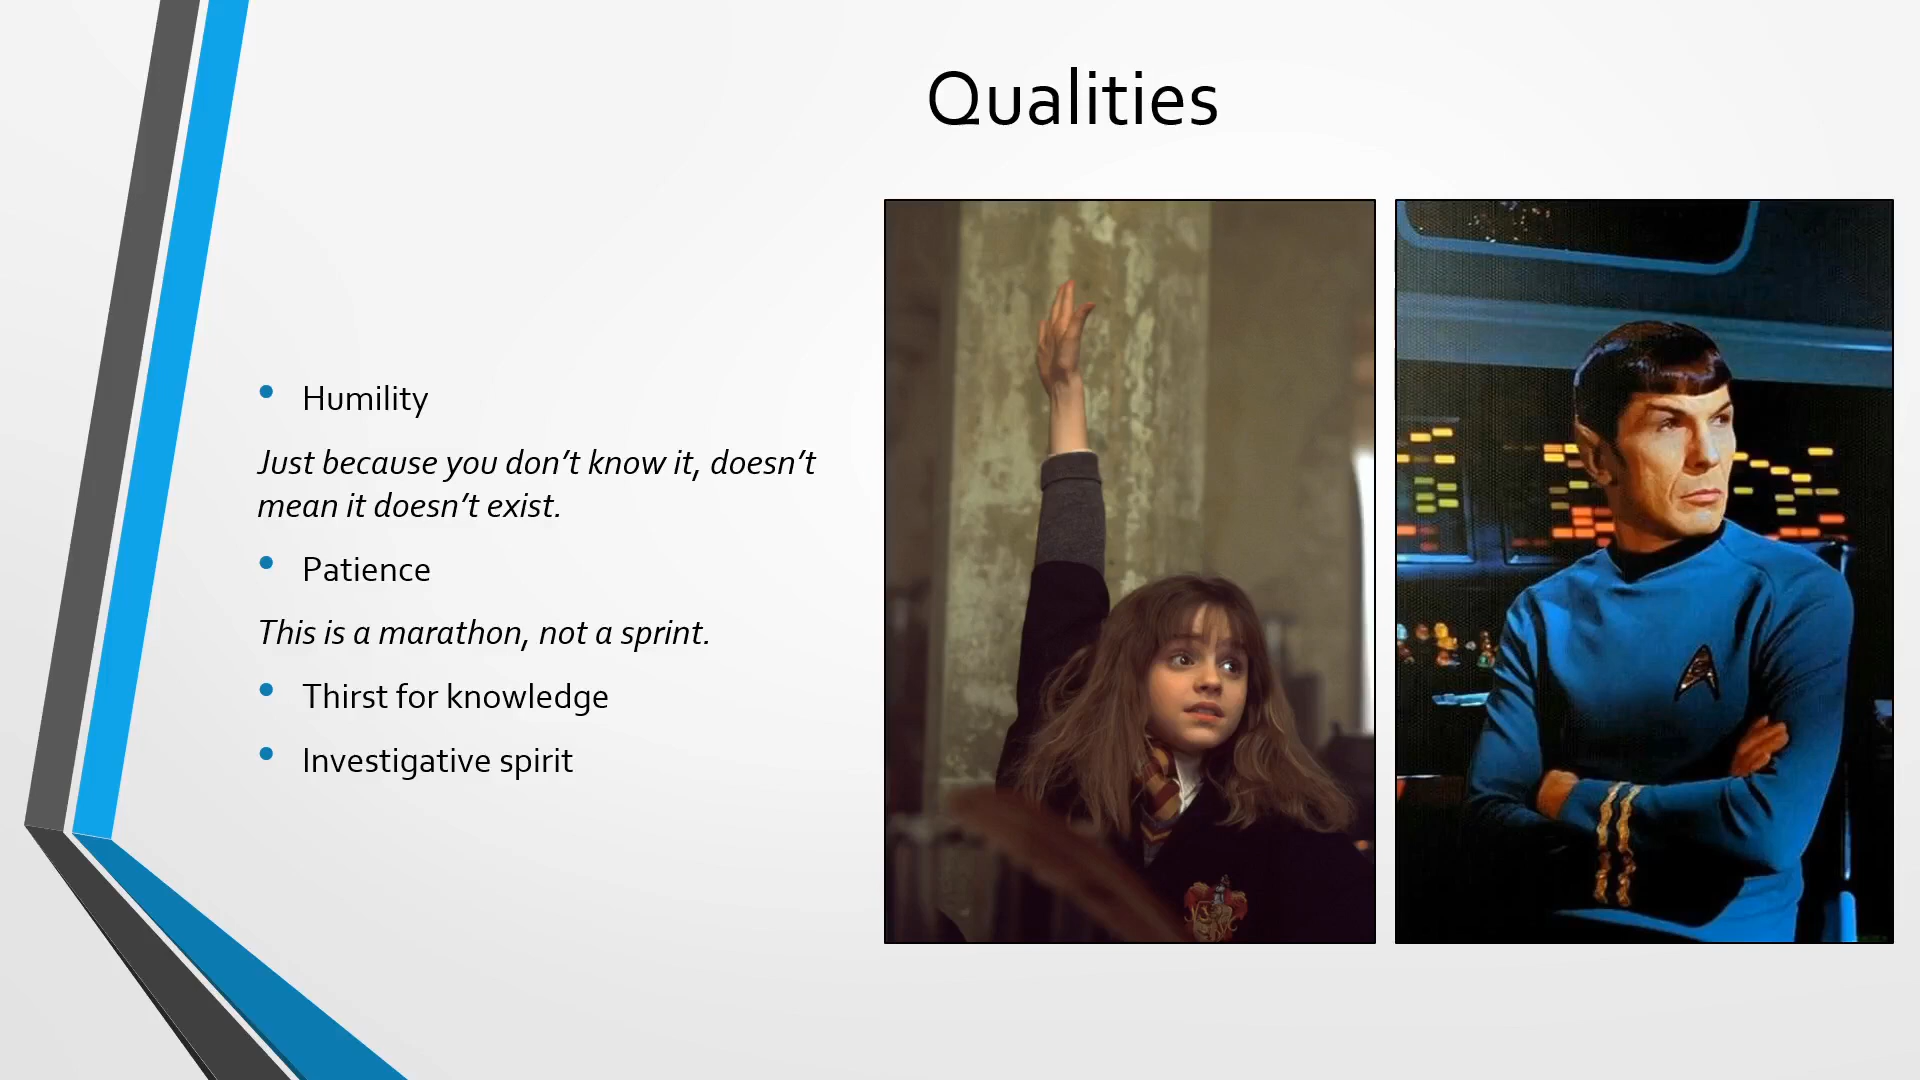 Qualities
• Humility
Just because you don’t know it, doesn’t
mean it doesn’t exist.
• Patience
This is a marathon, not a sprint.
• Thirst for knowledge
• Investigative spirit